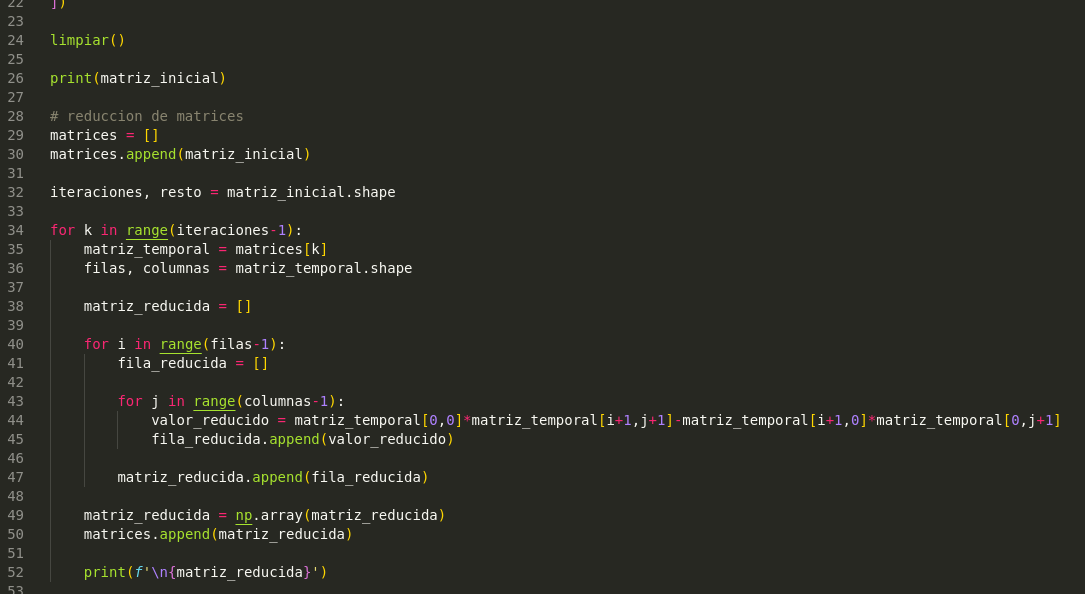 22 ])
23
24 limpiar()
25
26 print(matriz_inicial)
27
28 # reduccion de matrices
29 matrices = []
30 matrices.append(matriz_inicial)
31
32 iteraciones, resto = matriz_inicial.shape
33
34 for k in range(iteraciones-1):
35     matriz_temporal = matrices[k]
36     filas, columnas = matriz_temporal.shape
37
38     matriz_reducida = []
39
40     for i in range(filas-1):
41         fila_reducida = []
42
43         for j in range(columnas-1):
44             valor_reducido = matriz_temporal[0,0]*matriz_temporal[i+1,j+1]-matriz_temporal[i+1,0]*matriz_temporal[0,j+1]
45             fila_reducida.append(valor_reducido)
46
47         matriz_reducida.append(fila_reducida)
48
49     matriz_reducida = np.array(matriz_reducida)
50     matrices.append(matriz_reducida)
51
52     print(f'\n{matriz_reducida}')
53